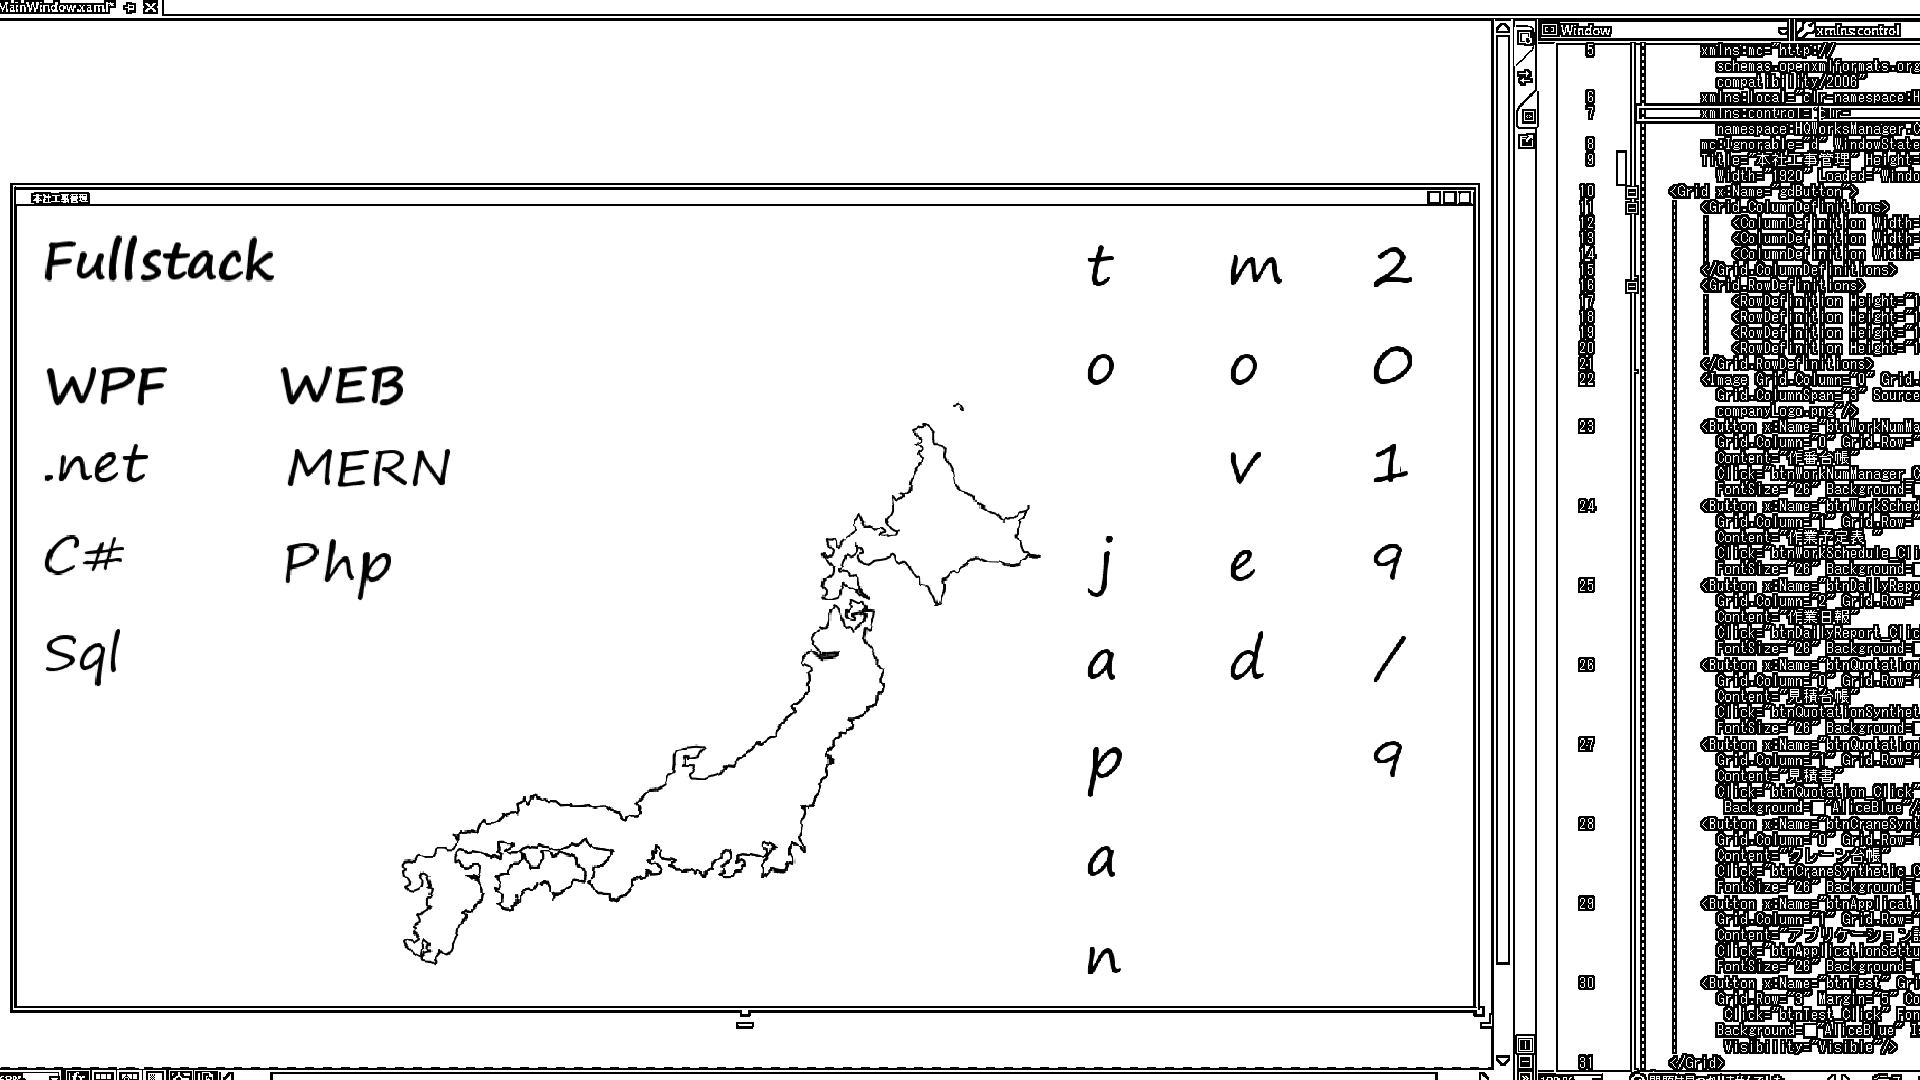 MainWindow.xaml*
本社工事管理
Fullstack
WPF WEB
.net MERN
C# Php
Sql
2019/9
moved
to japan
Window
xmlns:control
5 xmlns:mc="http://
schemas.openxmlformats.org
compatibility/2006"
6 xmlns:local="clr-namespace:H
7 xmlns:control="clr-
namespace:HQWorksManager.C
8 mc:Ignorable="d" WindowState
9 Title="本社工事管理" Height=
Width="1920" Loaded="Windo
10 <Grid x:Name="gdButton">
11 <Grid.ColumnDefinitions>
12 <ColumnDefinition Width=
13 <ColumnDefinition Width=
14 <ColumnDefinition Width=
15 </Grid.ColumnDefinitions>
16 <Grid.RowDefinitions>
17 <RowDefinition Height="1
18 <RowDefinition Height="1
19 <RowDefinition Height="1
20 <RowDefinition Height="1
21 </Grid.RowDefinitions>
22 <Image Grid.Column="0" Grid.
Grid.ColumnSpan="3" Source
companyLogo.png"/>
23 <Button x:Name="btnWorkNumMa
Grid.Column="0" Grid.Row="
Content="作番台帳"
Click="btnWorkNumManager_C
FontSize="26" Background=
24 <Button x:Name="btnWorkSched
Grid.Column="1" Grid.Row="
Content="作業予定表 "
Click="btnWorkSchedule_Cli
FontSize="26" Background=
25 <Button x:Name="btnDailyRepo
Grid.Column="2" Grid.Row="
Content="作業日報"
Click="btnDailyReport_Click
FontSize="26" Background=
26 <Button x:Name="btnQuotation
Grid.Column="0" Grid.Row="
Content="見積台帳"
Click="btnQuotationSynthet
FontSize="26" Background=
27 <Button x:Name="btnQuotation
Grid.Column="1" Grid.Row="
Content="見積書"
Click="btnQuotation_Click"
Background="AliceBlue"/>
28 <Button x:Name="btnCraneSynt
Grid.Column="0" Grid.Row="
Content="クレーン台帳"
Click="btnCraneSynthetic_C
FontSize="26" Background=
29 <Button x:Name="btnApplicati
Grid.Column="1" Grid.Row="
Content="アプリケーション設
Click="btnApplicationSettu
FontSize="26" Background=
30 <Button x:Name="btnTest" Gri
Grid.Row="3" Margin="5" Co
Click="btnTest_Click" Fon
Background="AliceBlue" I
Visibility="Visible"/>
31 </Grid>